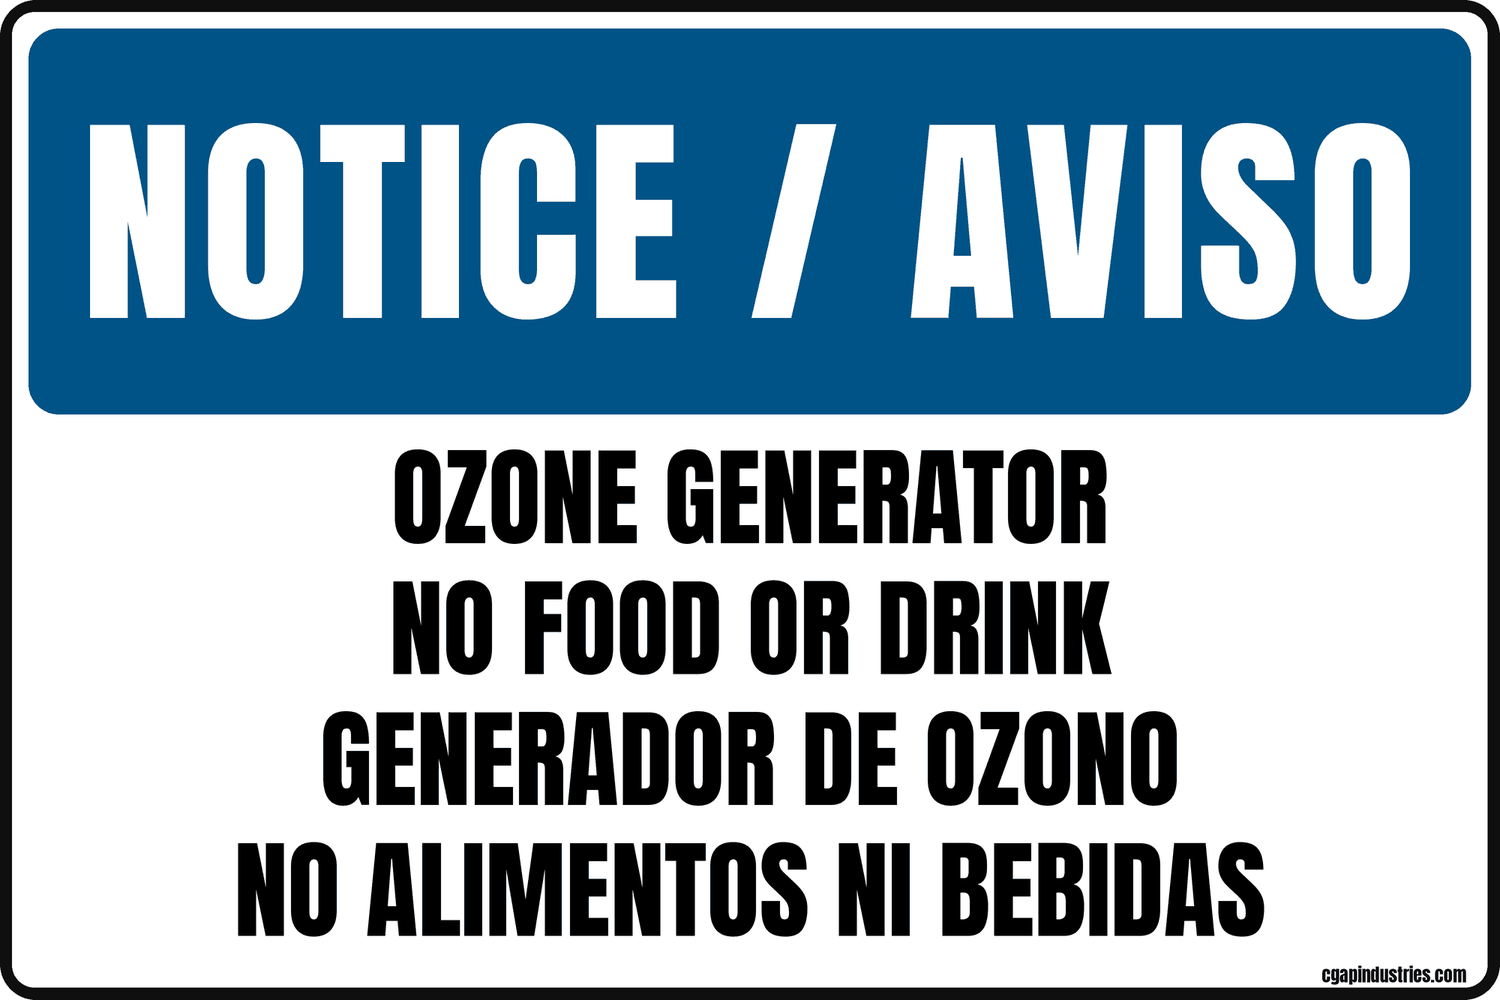 NOTICE / AVISO
OZONE GENERATOR
NO FOOD OR DRINK
GENERADOR DE OZONO
NO ALIMENTOS NI BEBIDAS
cgapindustries.com